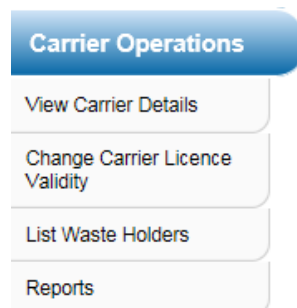 Carrier Operations
View Carrier Details
Change Carrier Licence
Validity
List Waste Holders
Reports